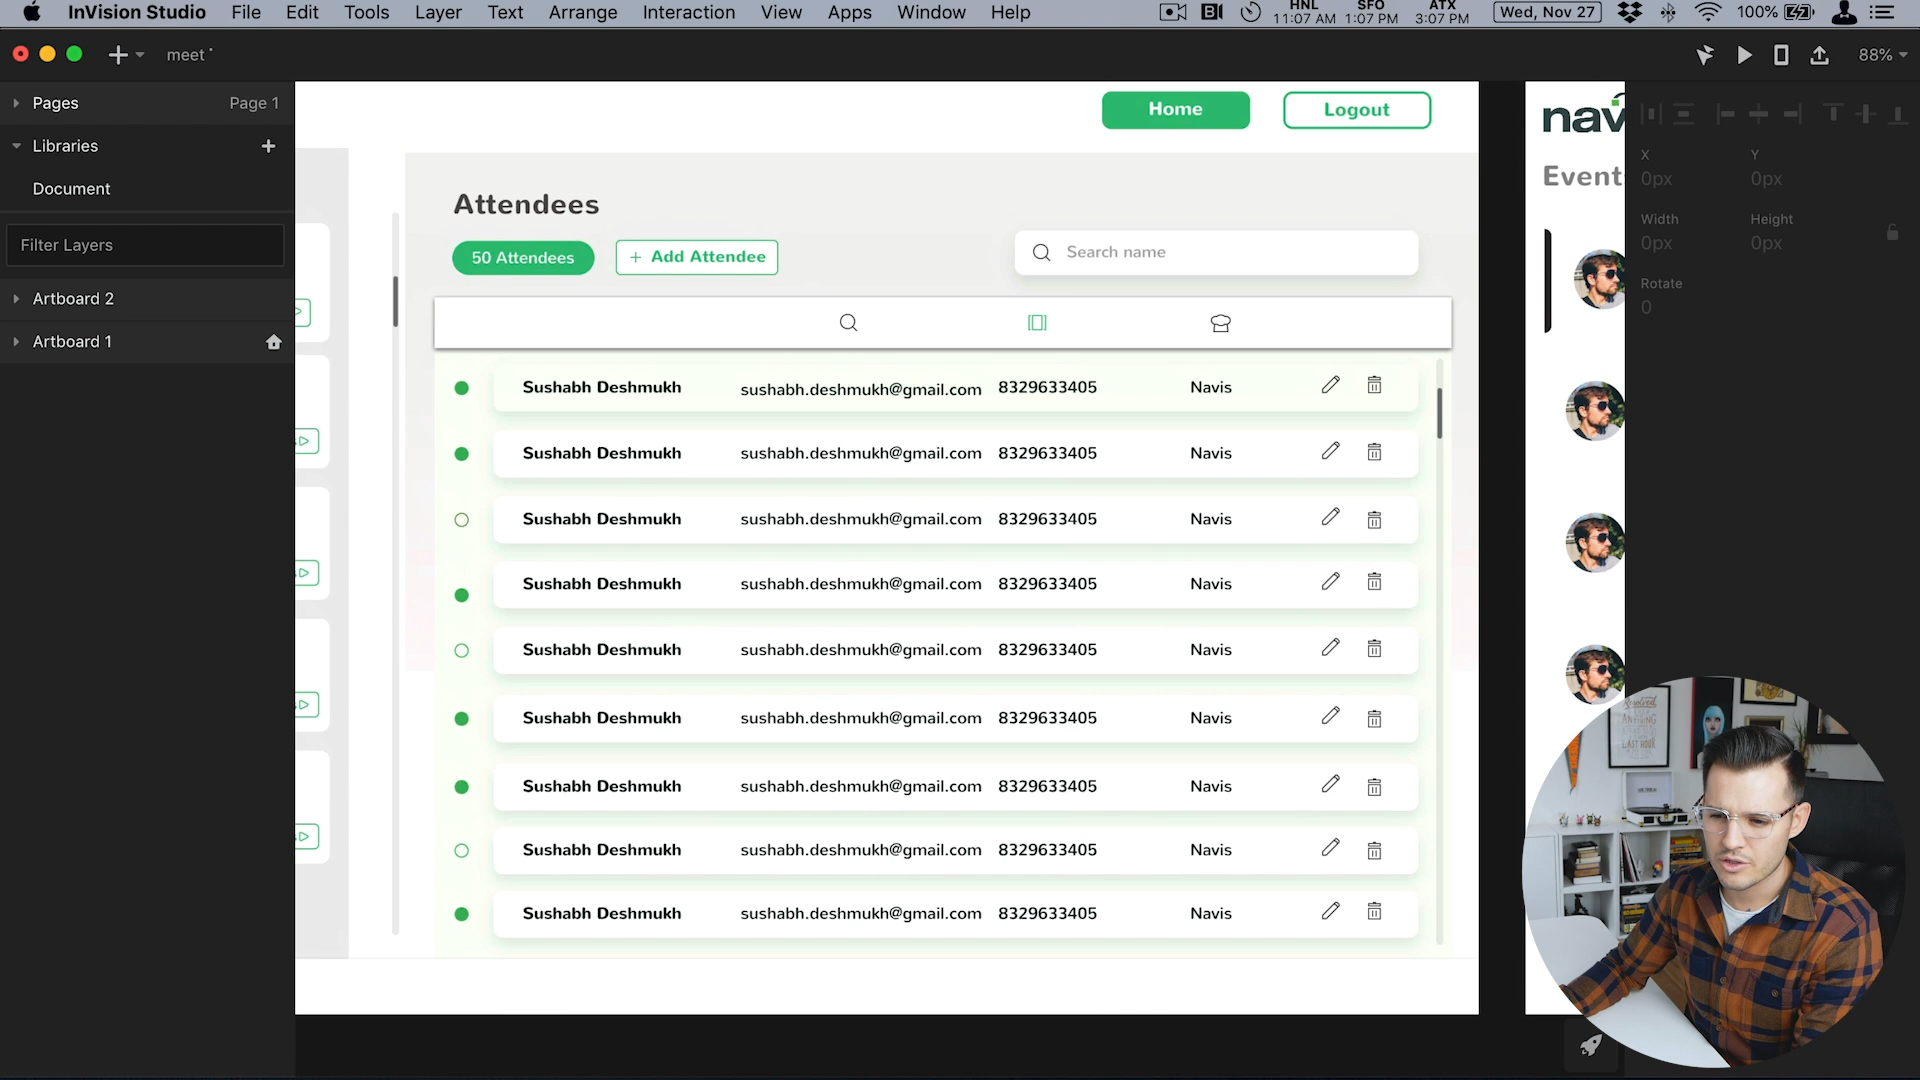 InVision Studio File Edit Tools Layer Text Arrange Interaction View Apps Window Help
HNL SFO ATX
11:07 AM 1:07 PM 3:07 PM
Wed, Nov 27
100%
meet
88%
Pages Page 1
Libraries
Document
Filter Layers
Artboard 2
Artboard 1
Home Logout
Attendees
50 Attendees
+ Add Attendee
Search name
Sushabh Deshmukh sushabh.deshmukh@gmail.com 8329633405 Navis
Sushabh Deshmukh sushabh.deshmukh@gmail.com 8329633405 Navis
Sushabh Deshmukh sushabh.deshmukh@gmail.com 8329633405 Navis
Sushabh Deshmukh sushabh.deshmukh@gmail.com 8329633405 Navis
Sushabh Deshmukh sushabh.deshmukh@gmail.com 8329633405 Navis
Sushabh Deshmukh sushabh.deshmukh@gmail.com 8329633405 Navis
Sushabh Deshmukh sushabh.deshmukh@gmail.com 8329633405 Navis
Sushabh Deshmukh sushabh.deshmukh@gmail.com 8329633405 Navis
Sushabh Deshmukh sushabh.deshmukh@gmail.com 8329633405 Navis
nav
Event
X Y
0px 0px
Width Height
0px 0px
Rotate
0
ANYTHING
LAST HOUR